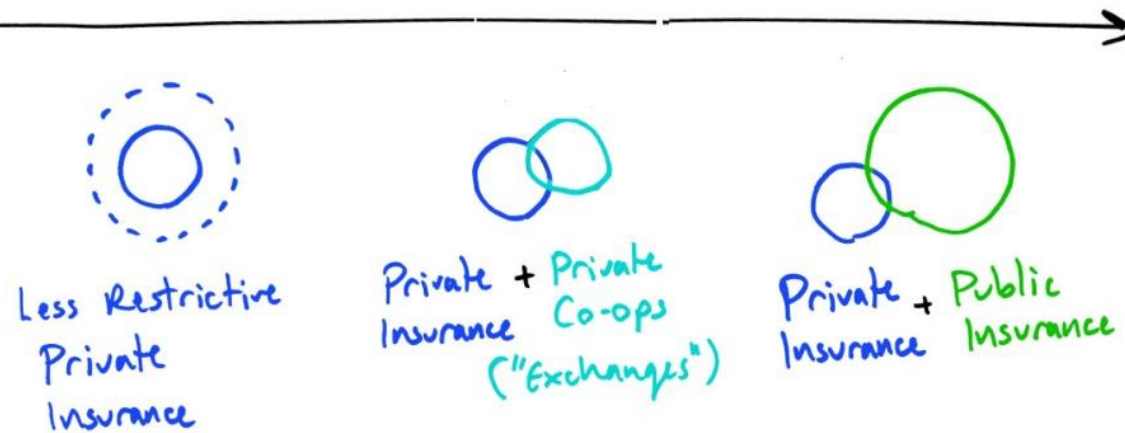 Less Restrictive
Private
Insurance
Private + Private
Insurance Co-ops
("Exchanges")
Private + Public
Insurance Insurance